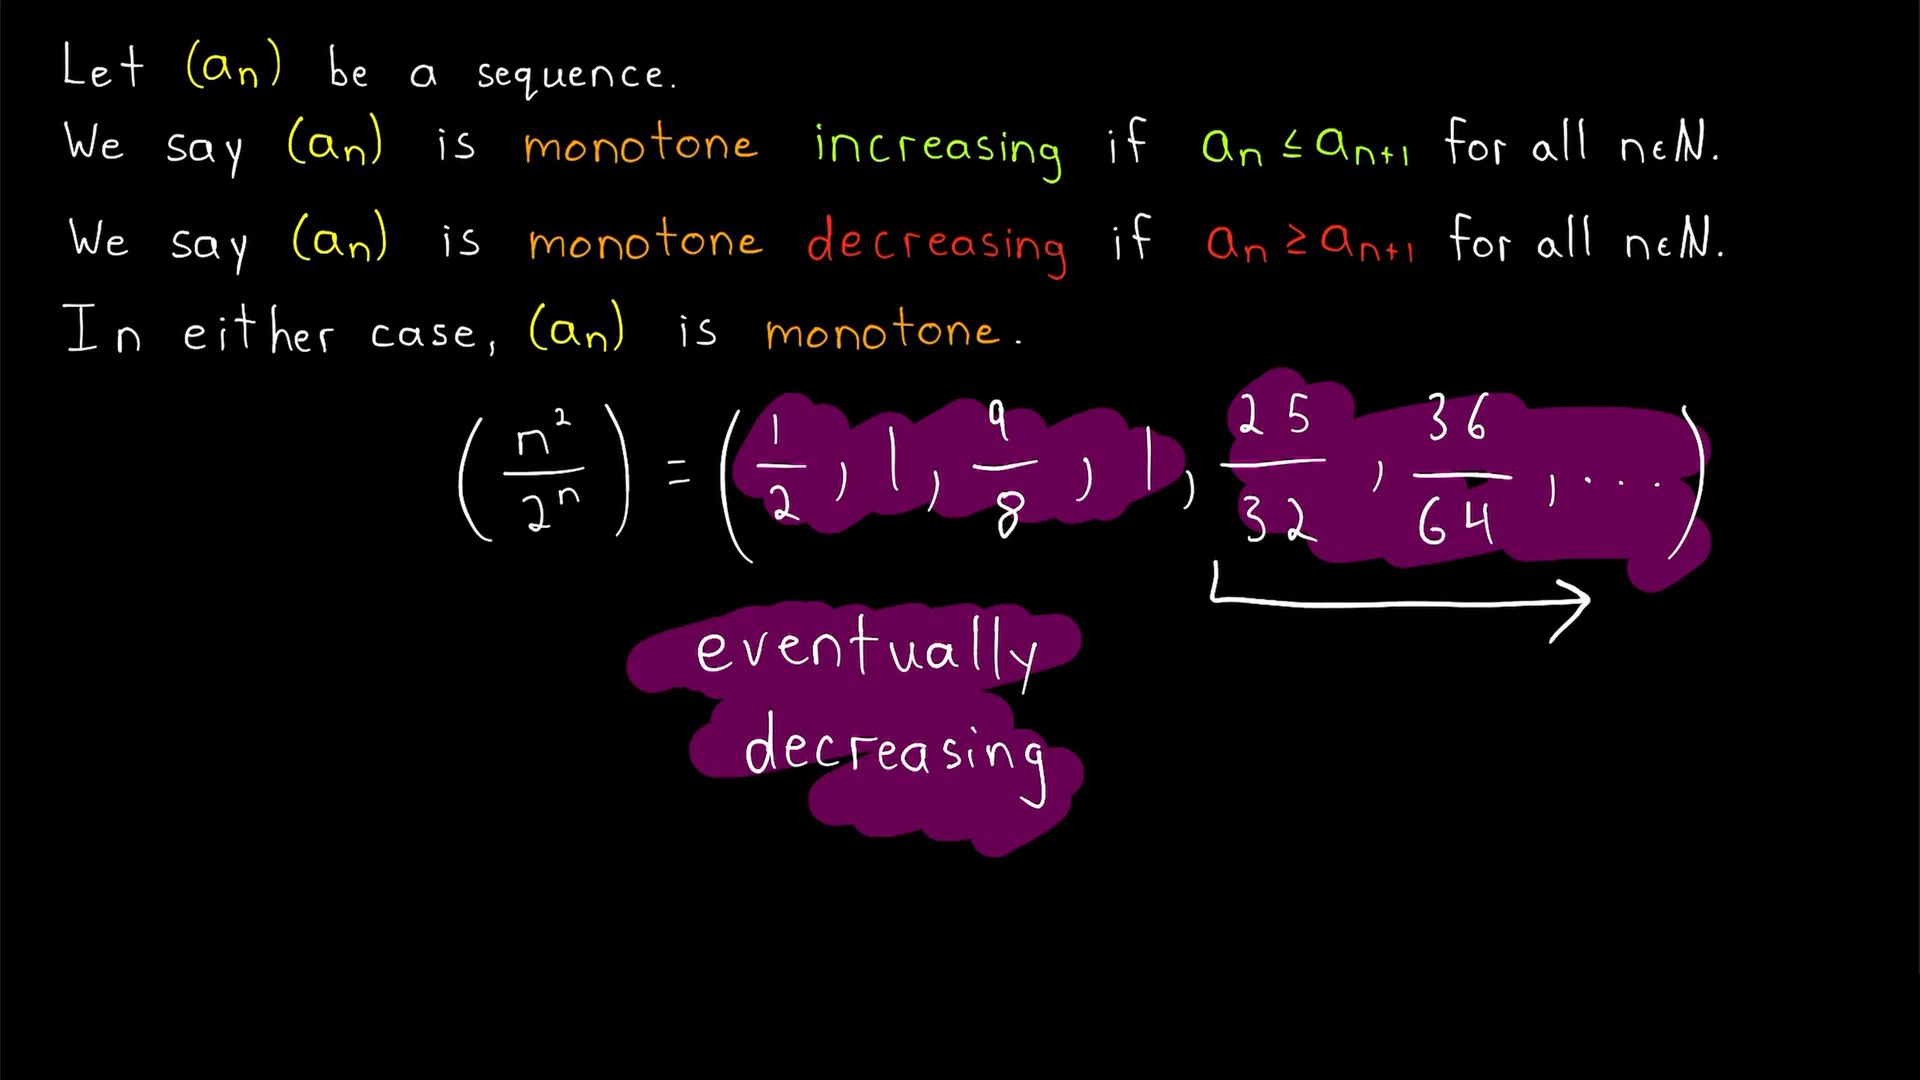 Let (aₙ) be a sequence.
We say (aₙ) is monotone increasing if aₙ ≤ aₙ₊₁ for all n∈ℕ.
We say (aₙ) is monotone decreasing if aₙ ≥ aₙ₊₁ for all n∈ℕ.
In either case, (aₙ) is monotone.
(n²/2ⁿ) = (1/2, 1, 9/8, 1, 25/32, 36/64, ...)
eventually
decreasing